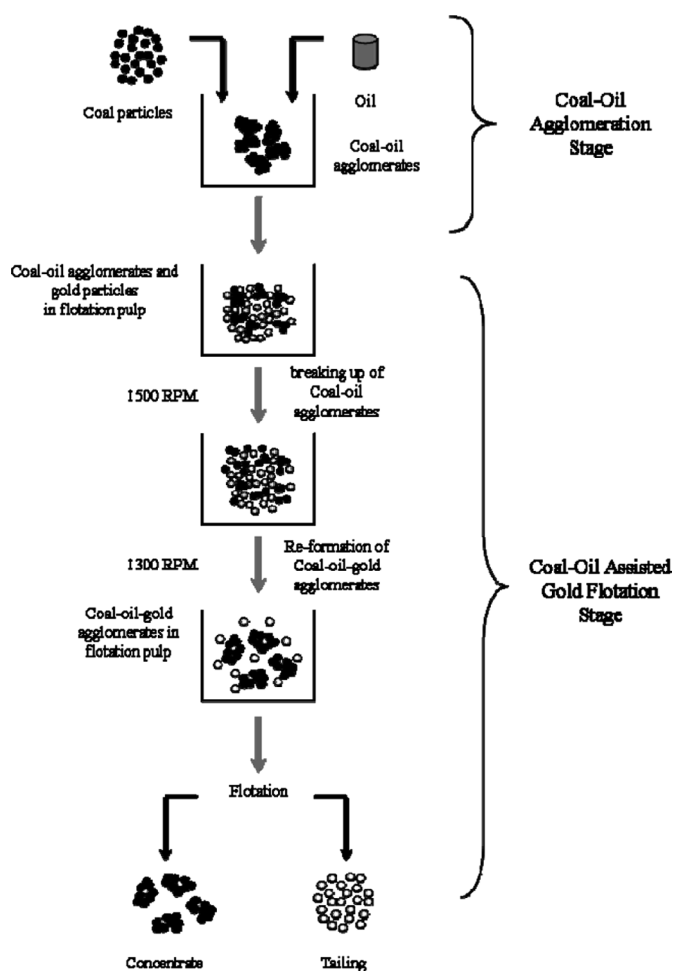 Coal particles
Oil
Coal-oil
agglomerates
Coal-Oil
Agglomeration
Stage
Coal-oil agglomerates and
gold particles
in flotation pulp
1500 RPM.
breaking up of
Coal-oil
agglomerates
1300 RPM.
Re-formation of
Coal-oil-gold
agglomerates
Coal-oil-gold
agglomerates in
flotation pulp
Coal-Oil Assisted
Gold Flotation
Stage
Flotation
Concentrate
Tailing